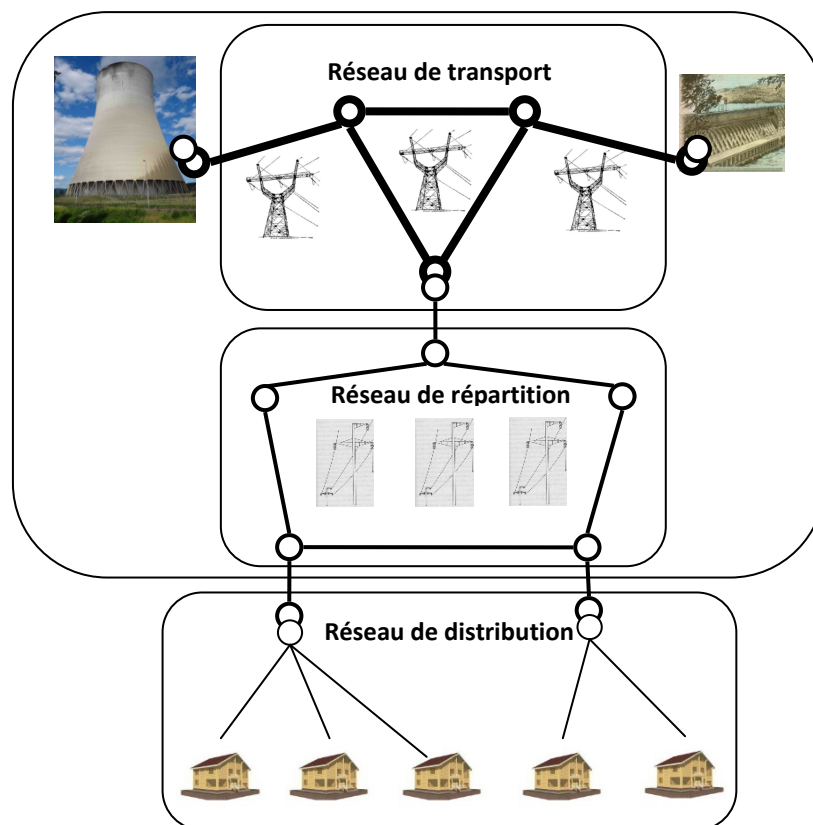 Réseau de transport
Réseau de répartition
Réseau de distribution